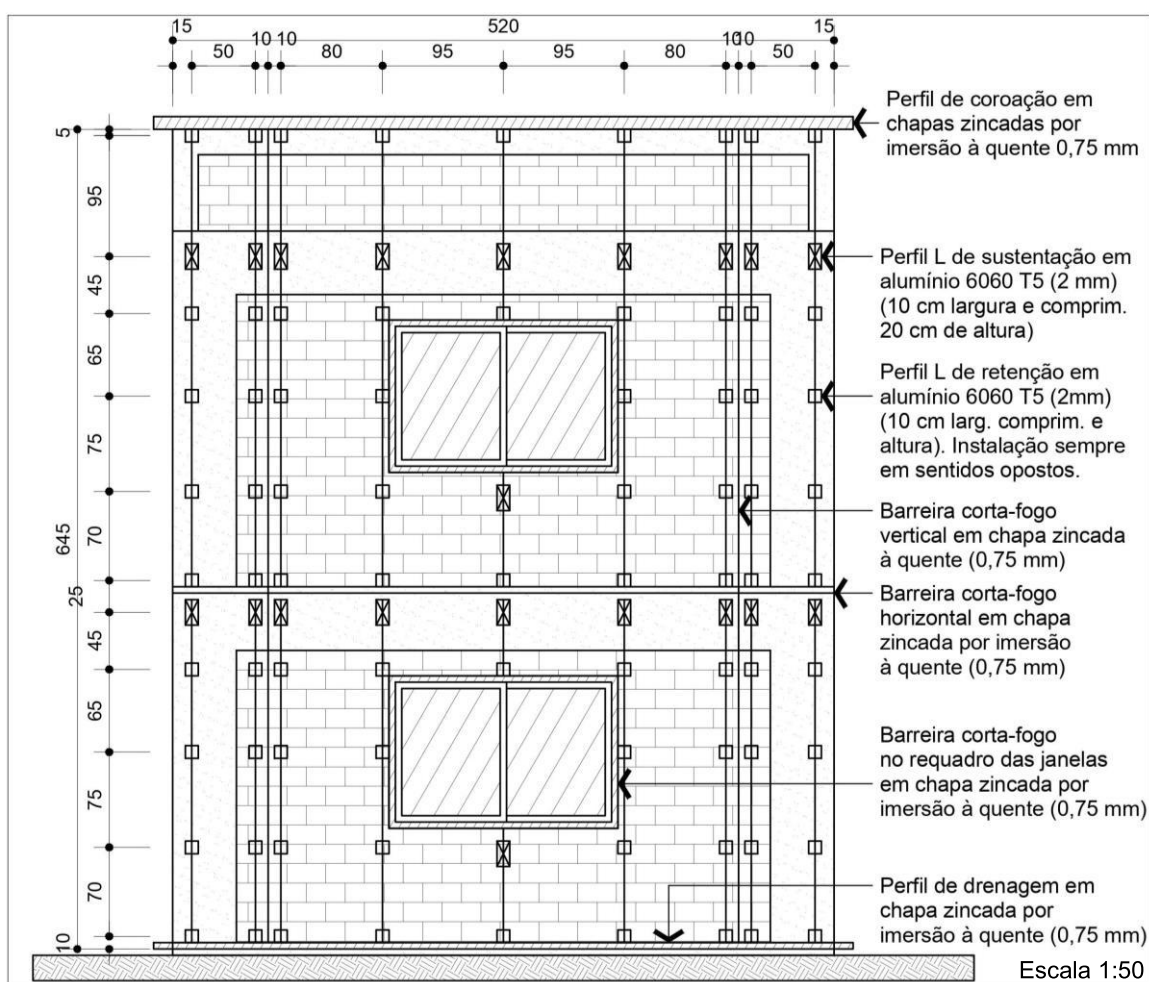 15 520 15
50 10 10 80 95 95 80 10 10 50
Perfil de coroação em
chapas zincadas por
imersão à quente 0,75 mm
5
95
45
65
75
70
645
25
45
65
75
70
10
Perfil L de sustentação em
alumínio 6060 T5 (2 mm)
(10 cm largura e comprim.
20 cm de altura)
Perfil L de retenção em
alumínio 6060 T5 (2mm)
(10 cm larg. comprim. e
altura). Instalação sempre
em sentidos opostos.
Barreira corta-fogo
vertical em chapa zincada
à quente (0,75 mm)
Barreira corta-fogo
horizontal em chapa
zincada por imersão
à quente (0,75 mm)
Barreira corta-fogo
no requadro das janelas
em chapa zincada por
imersão à quente (0,75 mm)
Perfil de drenagem em
chapa zincada por
imersão à quente (0,75 mm)
Escala 1:50